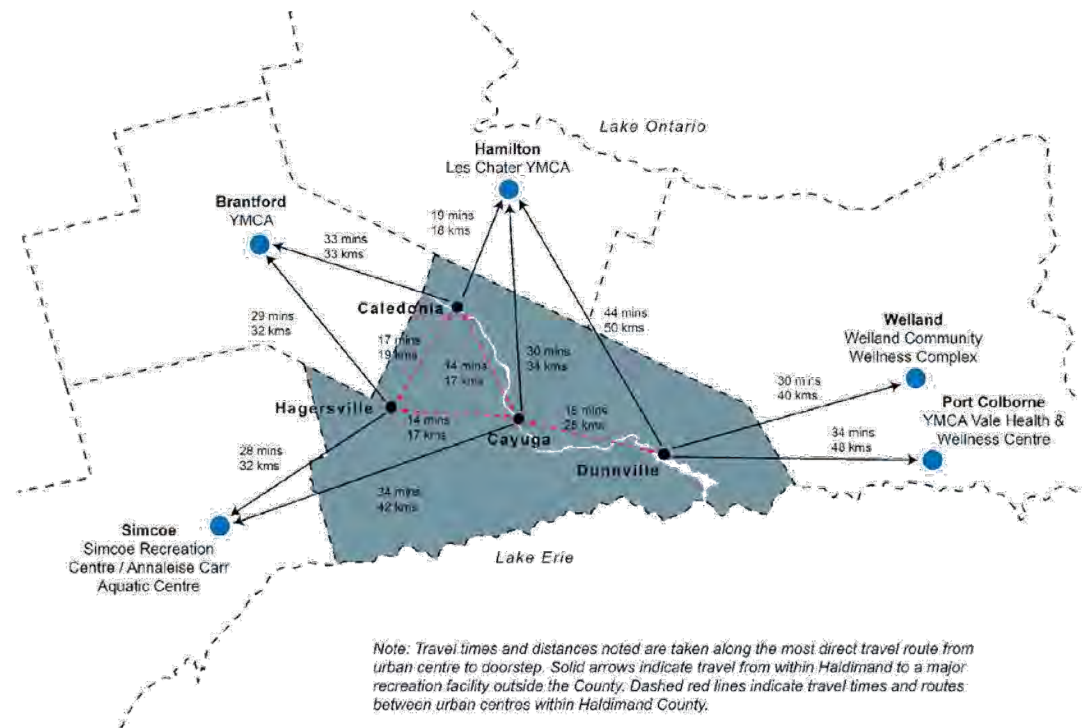 Lake Ontario
Hamilton
Les Chater YMCA
Brantford
YMCA
19 mins
18 kms
33 mins
33 kms
Caledonia
29 mins
32 kms
17 mins
19 kms
14 mins
17 kms
30 mins
34 kms
44 mins
50 kms
Welland
Welland Community
Wellness Complex
30 mins
40 kms
Port Colborne
YMCA Vale Health &
Wellness Centre
34 mins
48 kms
Hagersville
14 mins
17 kms
Cayuga
18 mins
25 kms
Dunnville
28 mins
32 kms
34 mins
42 kms
Simcoe
Simcoe Recreation
Centre / Annaleise Carr
Aquatic Centre
Lake Erie
Note: Travel times and distances noted are taken along the most direct travel route from
urban centre to doorstep. Solid arrows indicate travel from within Haldimand to a major
recreation facility outside the County. Dashed red lines indicate travel times and routes
between urban centres within Haldimand County.